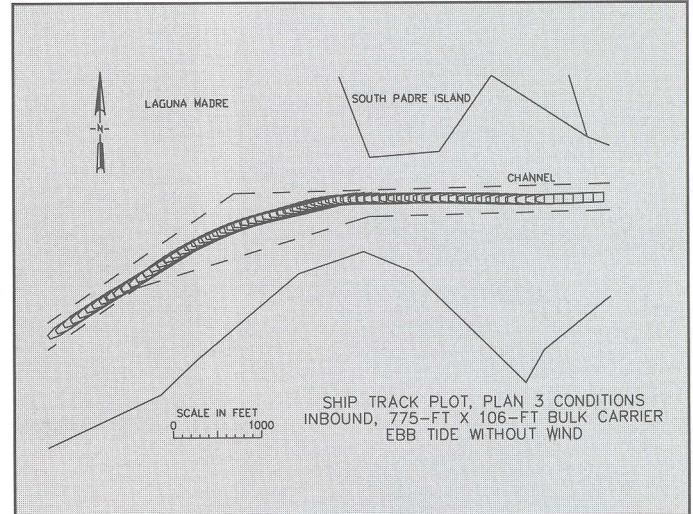 LAGUNA MADRE
SOUTH PADRE ISLAND
-N-
CHANNEL
SCALE IN FEET
0 1000
SHIP TRACK PLOT, PLAN 3 CONDITIONS
INBOUND, 775-FT X 106-FT BULK CARRIER
EBB TIDE WITHOUT WIND